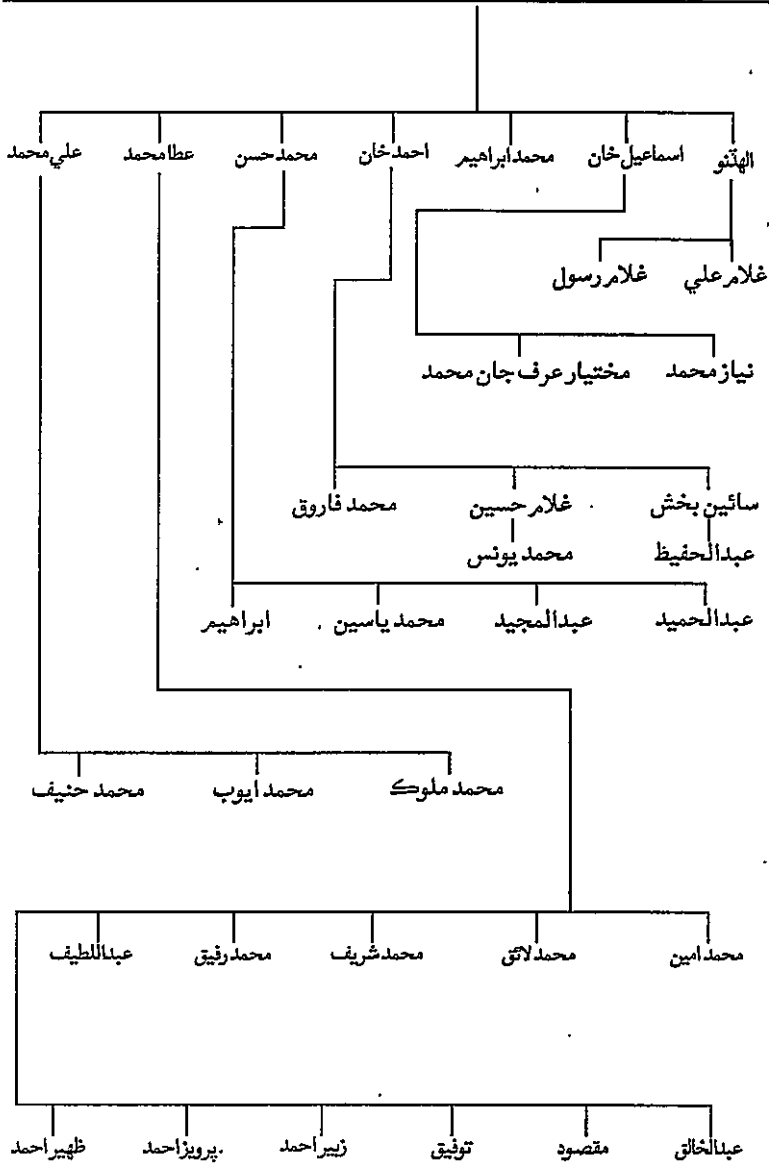 الهڏنو اسماعيل خان محمد ابراهيم احمد خان محمد حسن عطا محمد علي محمد
غلام علي غلام رسول
نياز محمد مختيار عرف جان محمد
سائين بخش غلام حسين محمد فاروق
عبدالحفيظ محمد يونس
عبدالحميد عبدالمجيد محمد ياسين ابراهيم
محمد ملوڪ محمد ايوب محمد حنيف
محمد امين محمد لائق محمد شريف محمد رفيق عبداللطيف
عبدالخالق مقصود توفيق زبير احمد پرويز احمد ظهير احمد